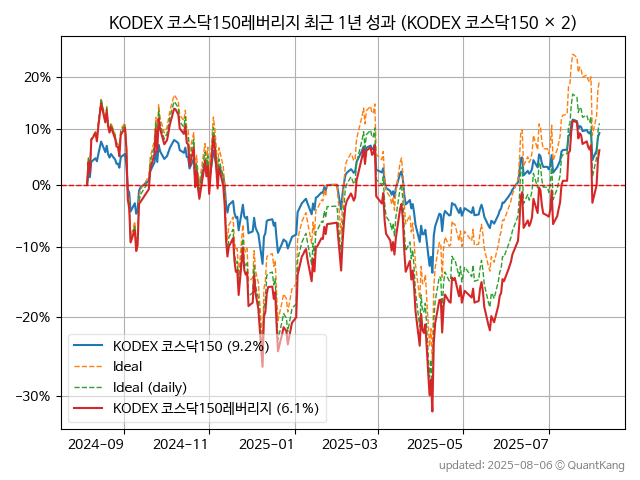 KODEX 코스닥150레버리지 최근 1년 성과 (KODEX 코스닥150 × 2)
20%
10%
0%
−10%
−20%
−30%
KODEX 코스닥150 (9.2%)
Ideal
Ideal (daily)
KODEX 코스닥150레버리지 (6.1%)
2024-09 2024-11 2025-01 2025-03 2025-05 2025-07
updated: 2025-08-06 © QuantKang